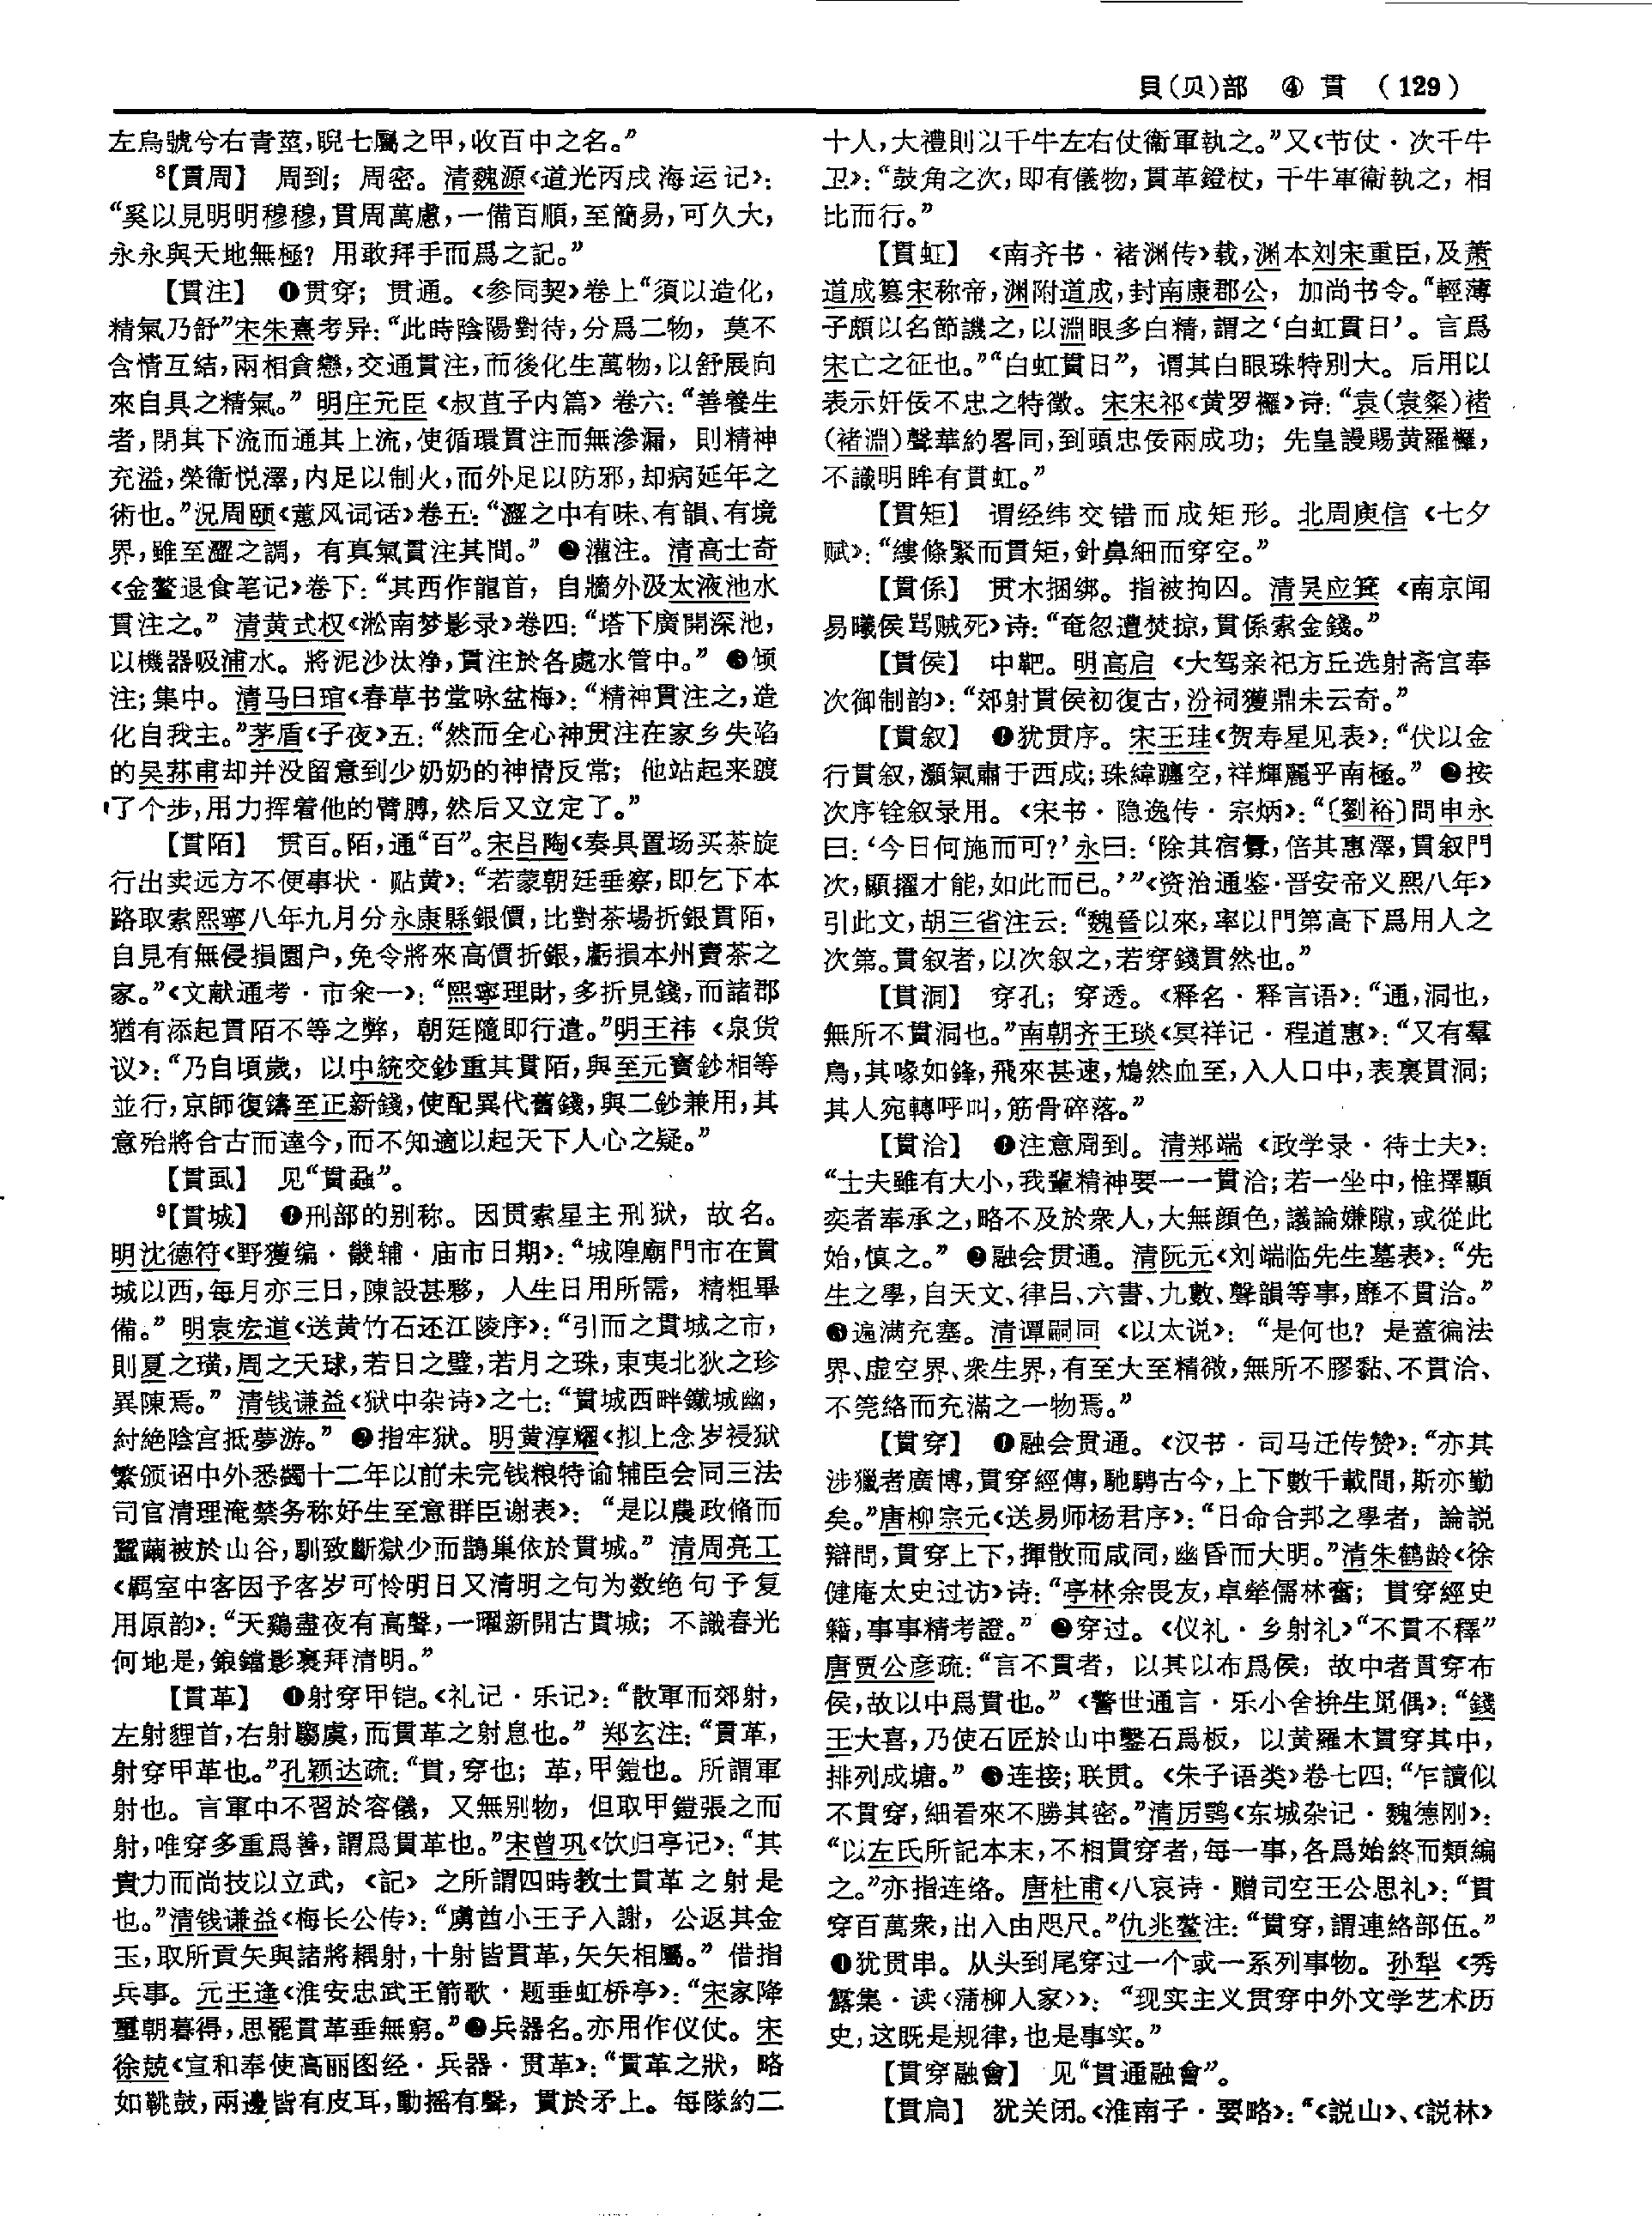 貝(贝)部 ④ 貫 (129)
左烏號兮右青莖,睨七屬之甲,收百中之名。”
⁸【貫周】 周到；周密。清魏源《道光丙戌海运记》：
“奚以見明明穆穆,貫周萬慮,一備百順,至簡易,可久大,
永永與天地無極？用敢拜手而爲之記。”
【貫注】 ❶贯穿；贯通。《参同契》卷上“須以造化,
精氣乃舒”宋朱熹考异：“此時陰陽對待,分爲二物,莫不
含情互結,兩相貪戀,交通貫注,而後化生萬物,以舒展向
來自具之精氣。”明庄元臣《叔苴子内篇》卷六：“善養生
者,閉其下流而通其上流,使循環貫注而無滲漏,則精神
充溢,榮衛悦澤,内足以制火,而外足以防邪,却病延年之
術也。”况周颐《蕙风词话》卷五：“澀之中有味、有韻、有境
界,雖至澀之調,有真氣貫注其間。”❷灌注。清高士奇
《金鳌退食笔记》卷下：“其西作龍首,自牆外汲太液池水
貫注之。”清黄式权《淞南梦影录》卷四：“塔下廣開深池,
以機器吸浦水。將泥沙汰净,貫注於各處水管中。”❸倾
注；集中。清马曰琯《春草书堂咏盆梅》：“精神貫注之,造
化自我主。”茅盾《子夜》五：“然而全心神贯注在家乡失陷
的吴荪甫却并没留意到少奶奶的神情反常；他站起来踱
了个步,用力挥着他的臂膊,然后又立定了。”
【貫陌】 贯百。陌,通“百”。宋吕陶《奏具置场买茶旋
行出卖远方不便事状·贴黄》：“若蒙朝廷垂察,即乞下本
路取索熙寧八年九月分永康縣銀價,比對茶場折銀貫陌,
自見有無侵損園户,免令將來高價折銀,虧損本州賣茶之
家。”《文献通考·市籴一》：“熙寧理財,多折見錢,而諸郡
猶有添起貫陌不等之弊,朝廷隨即行遣。”明王祎《泉货
议》：“乃自頃歲,以中統交鈔重其貫陌,與至元寶鈔相等
並行,京師復鑄至正新錢,使配異代舊錢,與二鈔兼用,其
意殆將合古而達今,而不知適以起天下人心之疑。”
【貫虱】 见“貫蝨”。
⁹【貫城】 ❶刑部的别称。因贯索星主刑狱,故名。
明沈德符《野獲编·畿辅·庙市日期》：“城隍廟門市在貫
城以西,每月亦三日,陳設甚夥,人生日用所需,精粗畢
備。”明袁宏道《送黄竹石还江陵序》：“引而之貫城之市,
則夏之璜,周之天球,若日之璧,若月之珠,東夷北狄之珍
異陳焉。”清钱谦益《狱中杂诗》之七：“貫城西畔鐵城幽,
紂絶陰宫抵夢游。”❷指牢狱。明黄淳耀《拟上念岁祲狱
繁颁诏中外悉蠲十二年以前未完钱粮特谕辅臣会同三法
司官清理淹禁务称好生至意群臣谢表》：“是以農政脩而
蠶繭被於山谷,馴致斷獄少而鵲巢依於貫城。”清周亮工
《羁室中客因予客岁可怜明日又清明之句为数绝句予复
用原韵》：“天鷄盡夜有高聲,一曜新開古貫城；不識春光
何地是,鋃鐺影裏拜清明。”
【貫革】 ❶射穿甲铠。《礼记·乐记》：“散軍而郊射,
左射貍首,右射騶虞,而貫革之射息也。”郑玄注：“貫革,
射穿甲革也。”孔颖达疏：“貫,穿也；革,甲鎧也。所謂軍
射也。言軍中不習於容儀,又無别物,但取甲鎧張之而
射,唯穿多重爲善,謂爲貫革也。”宋曾巩《饮归亭记》：“其
貴力而尚技以立武,《記》之所謂四時教士貫革之射是
也。”清钱谦益《梅长公传》：“虜酋小王子入謝,公返其金
玉,取所貢矢與諸將耦射,十射皆貫革,矢矢相屬。”借指
兵事。元王逢《淮安忠武王箭歌·题垂虹桥亭》：“宋家降
璽朝暮得,思罷貫革垂無窮。”❷兵器名。亦用作仪仗。宋
徐兢《宣和奉使高丽图经·兵器·贯革》：“貫革之狀,略
如鞉鼓,兩邊皆有皮耳,動摇有聲,貫於矛上。每隊約二
十人,大禮則以千牛左右仗衞軍執之。”又《节仗·次千牛
卫》：“鼓角之次,即有儀物,貫革鐙杖,千牛軍衛執之,相
比而行。”
【貫虹】 《南齐书·褚渊传》载,渊本刘宋重臣,及萧
道成篡宋称帝,渊附道成,封南康郡公,加尚书令。“輕薄
子頗以名節譏之,以淵眼多白精,謂之‘白虹貫日’。言爲
宋亡之征也。”“白虹貫日”,谓其白眼珠特别大。后用以
表示奸佞不忠之特徵。宋宋祁《黄罗襬》诗：“袁(袁粲)褚
(褚淵)聲華約畧同,到頭忠佞兩成功；先皇謾賜黄羅襬,
不識明眸有貫虹。”
【貫矩】 谓经纬交错而成矩形。北周庾信《七夕
赋》：“縷條緊而貫矩,針鼻細而穿空。”
【貫係】 贯木捆绑。指被拘囚。清吴应箕《南京闻
易曦侯骂贼死》诗：“奄忽遭焚掠,貫係索金錢。”
【貫侯】 中靶。明高启《大驾亲祀方丘选射斋宫奉
次御制韵》：“郊射貫侯初復古,汾祠獲鼎未云奇。”
【貫叙】 ❶犹贯序。宋王珪《贺寿星见表》：“伏以金
行貫叙,灝氣肅于西成；珠緯躔空,祥輝麗乎南極。”❷按
次序铨叙录用。《宋书·隐逸传·宗炳》：“〔劉裕〕問申永
曰：‘今日何施而可？’永曰：‘除其宿釁,倍其惠澤,貫叙門
次,顯擢才能,如此而已。’”《资治通鉴·晋安帝义熙八年》
引此文,胡三省注云：“魏晉以來,率以門第高下爲用人之
次第。貫叙者,以次叙之,若穿錢貫然也。”
【貫洞】 穿孔；穿透。《释名·释言语》：“通,洞也,
無所不貫洞也。”南朝齐王琰《冥祥记·程道惠》：“又有羣
鳥,其喙如鋒,飛來甚速,鴆然血至,入人口中,表裏貫洞；
其人宛轉呼叫,筋骨碎落。”
【貫洽】 ❶注意周到。清郑端《政学录·待士夫》：
“士夫雖有大小,我輩精神要一一貫洽；若一坐中,惟擇顯
奕者奉承之,略不及於衆人,大無顔色,議論嫌隙,或從此
始,慎之。”❷融会贯通。清阮元《刘端临先生墓表》：“先
生之學,自天文、律吕、六書、九數、聲韻等事,靡不貫洽。”
❸遍满充塞。清谭嗣同《以太说》：“是何也？是蓋徧法
界、虚空界、衆生界,有至大至精微,無所不膠黏、不貫洽、
不筦絡而充滿之一物焉。”
【貫穿】 ❶融会贯通。《汉书·司马迁传赞》：“亦其
涉獵者廣博,貫穿經傳,馳騁古今,上下數千載間,斯亦勤
矣。”唐柳宗元《送易师杨君序》：“日命合邦之學者,論説
辯問,貫穿上下,揮散而咸同,幽昏而大明。”清朱鹤龄《徐
健庵太史过访》诗：“亭林余畏友,卓犖儒林奮；貫穿經史
籍,事事精考證。”❷穿过。《仪礼·乡射礼》“不貫不釋”
唐贾公彦疏：“言不貫者,以其以布爲侯,故中者貫穿布
侯,故以中爲貫也。”《警世通言·乐小舍拚生觅偶》：“錢
王大喜,乃使石匠於山中鑿石爲板,以黄羅木貫穿其中,
排列成塘。”❸连接；联贯。《朱子语类》卷七四：“乍讀似
不貫穿,細看來不勝其密。”清厉鹗《东城杂记·魏德刚》：
“以左氏所記本末,不相貫穿者,每一事,各爲始終而類編
之。”亦指连络。唐杜甫《八哀诗·赠司空王公思礼》：“貫
穿百萬衆,出入由咫尺。”仇兆鳌注：“貫穿,謂連絡部伍。”
❹犹贯串。从头到尾穿过一个或一系列事物。孙犁《秀
露集·读〈蒲柳人家〉》：“现实主义贯穿中外文学艺术历
史,这既是规律,也是事实。”
【貫穿融會】 见“貫通融會”。
【貫扃】 犹关闭。《淮南子·要略》：“《説山》、《説林》